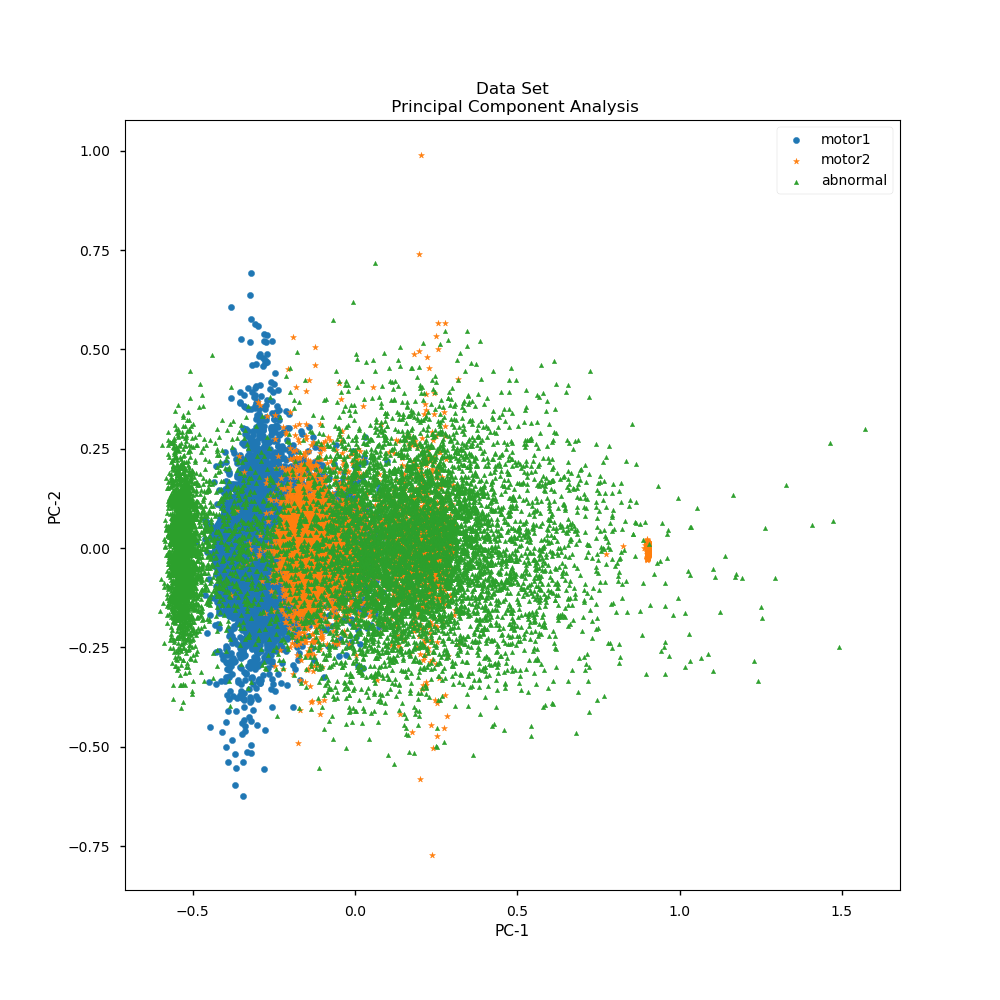 Data Set
Principal Component Analysis
motor1
motor2
abnormal
1.00
0.75
0.50
0.25
0.00
−0.25
−0.50
−0.75
PC-2
−0.5
0.0
0.5
1.0
1.5
PC-1